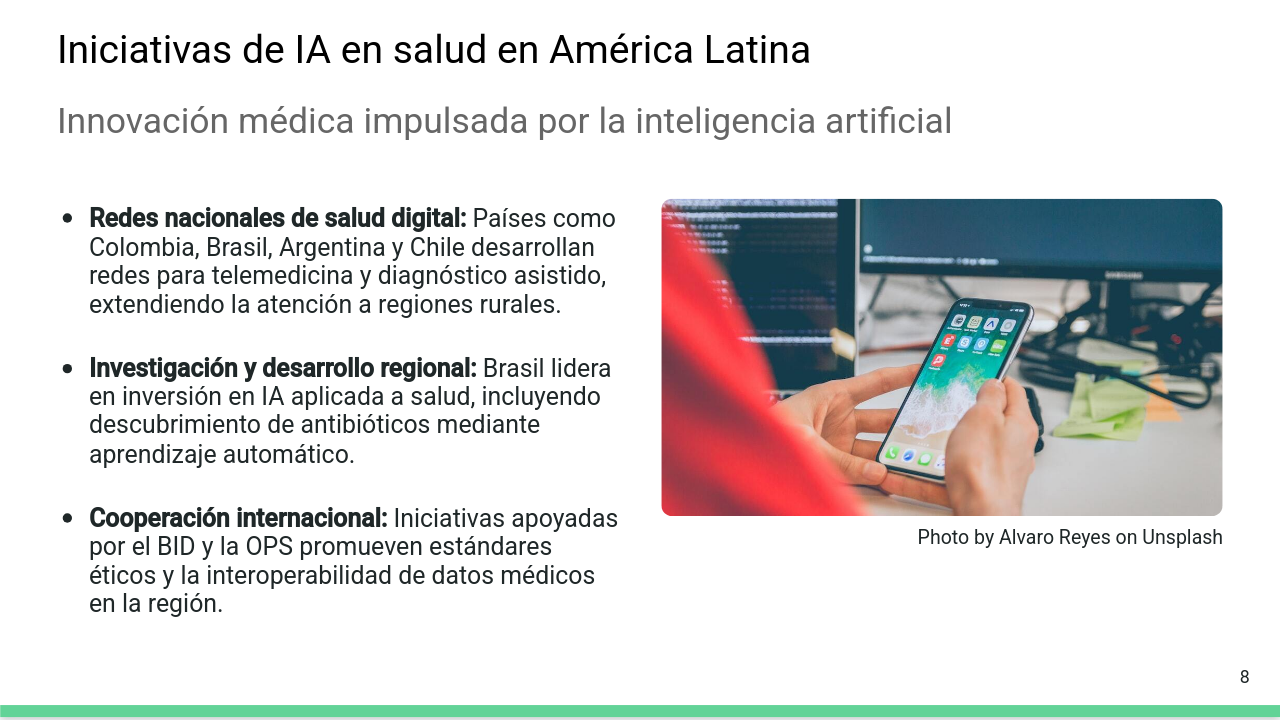 Iniciativas de IA en salud en América Latina
Innovación médica impulsada por la inteligencia artificial
• Redes nacionales de salud digital: Países como
Colombia, Brasil, Argentina y Chile desarrollan
redes para telemedicina y diagnóstico asistido,
extendiendo la atención a regiones rurales.
• Investigación y desarrollo regional: Brasil lidera
en inversión en IA aplicada a salud, incluyendo
descubrimiento de antibióticos mediante
aprendizaje automático.
• Cooperación internacional: Iniciativas apoyadas
por el BID y la OPS promueven estándares
éticos y la interoperabilidad de datos médicos
en la región.
SAMSUNG
Photo by Alvaro Reyes on Unsplash
8